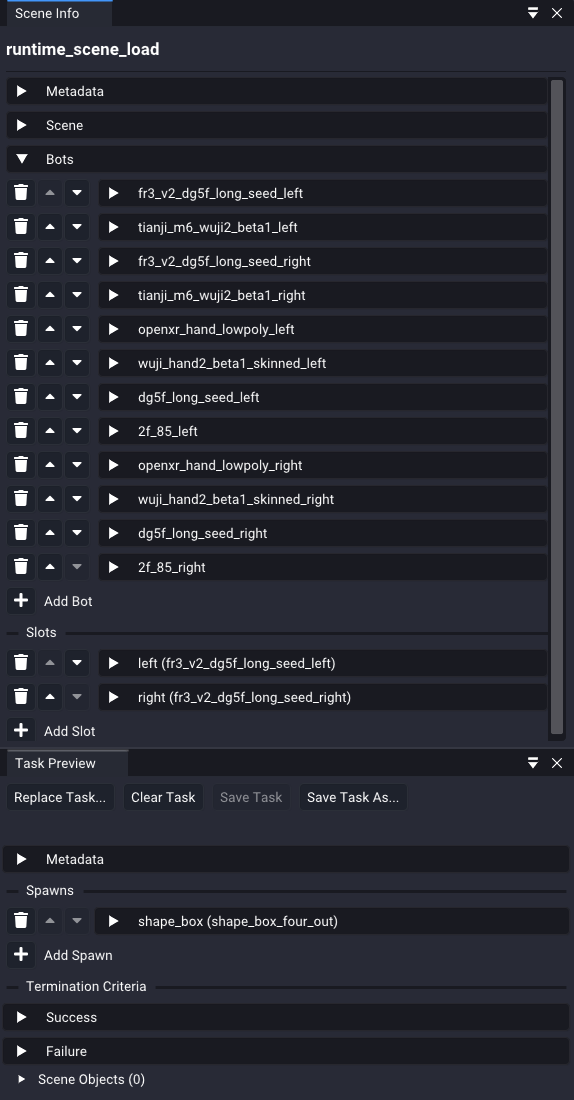 Scene Info
runtime_scene_load
Metadata
Scene
Bots
fr3_v2_dg5f_long_seed_left
tianji_m6_wuji2_beta1_left
fr3_v2_dg5f_long_seed_right
tianji_m6_wuji2_beta1_right
openxr_hand_lowpoly_left
wuji_hand2_beta1_skinned_left
dg5f_long_seed_left
2f_85_left
openxr_hand_lowpoly_right
wuji_hand2_beta1_skinned_right
dg5f_long_seed_right
2f_85_right
Add Bot
Slots
left (fr3_v2_dg5f_long_seed_left)
right (fr3_v2_dg5f_long_seed_right)
Add Slot
Task Preview
Replace Task... Clear Task Save Task Save Task As...
Metadata
Spawns
shape_box (shape_box_four_out)
Add Spawn
Termination Criteria
Success
Failure
Scene Objects (0)